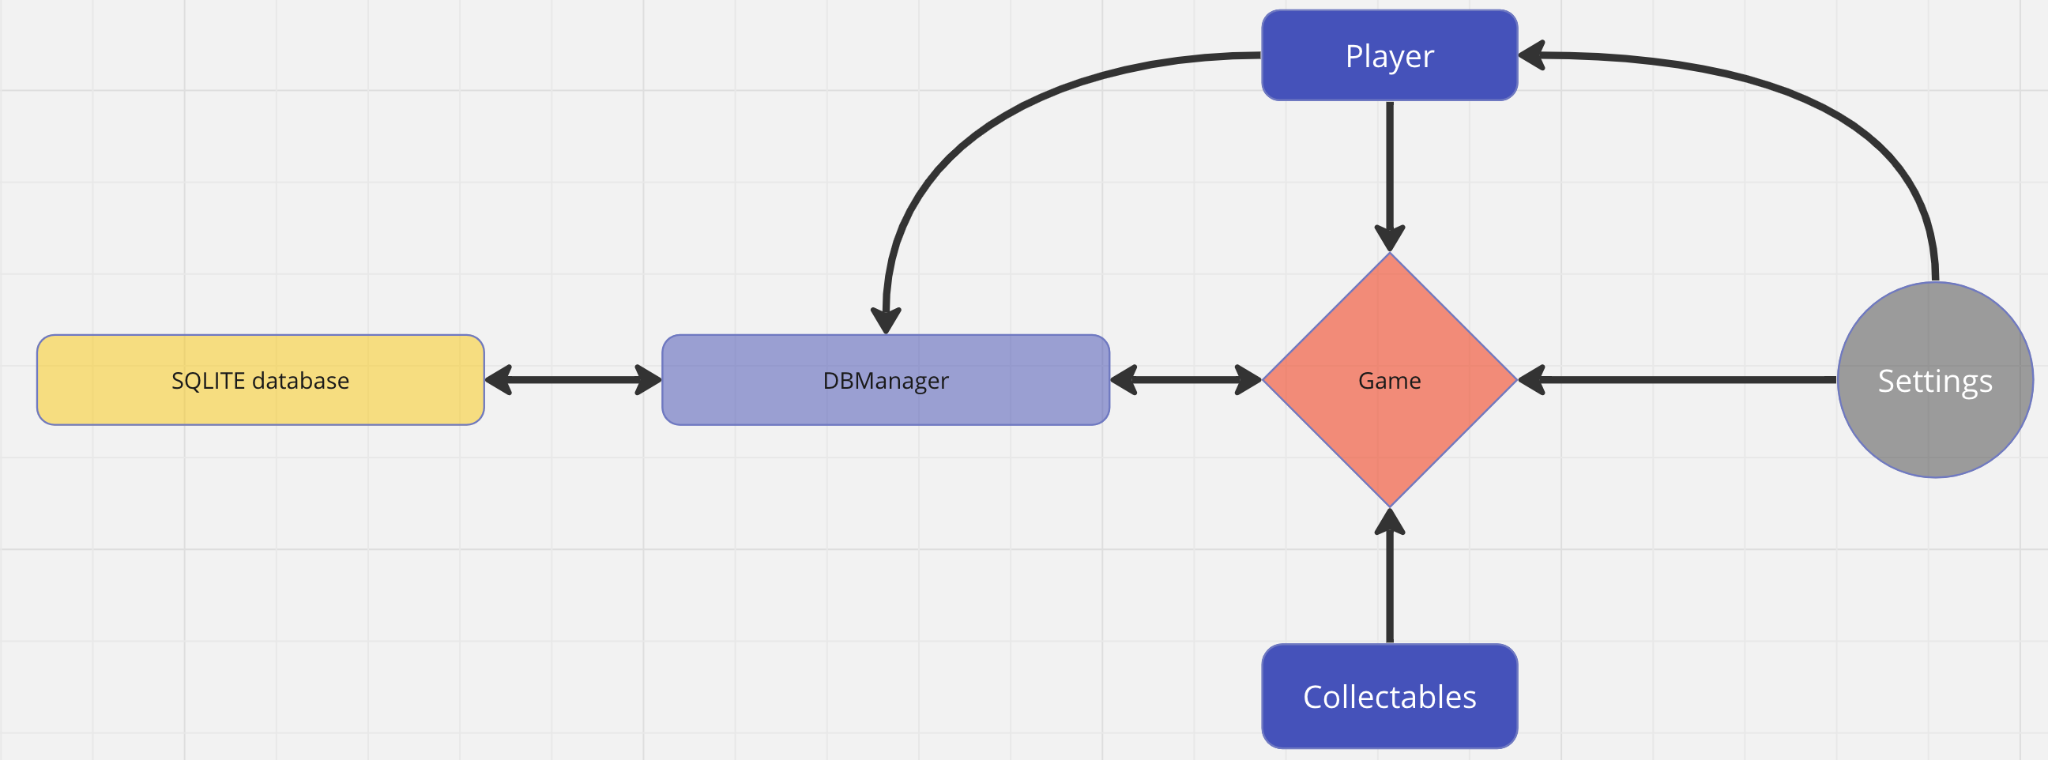 Player
SQLITE database
DBManager
Game
Settings
Collectables